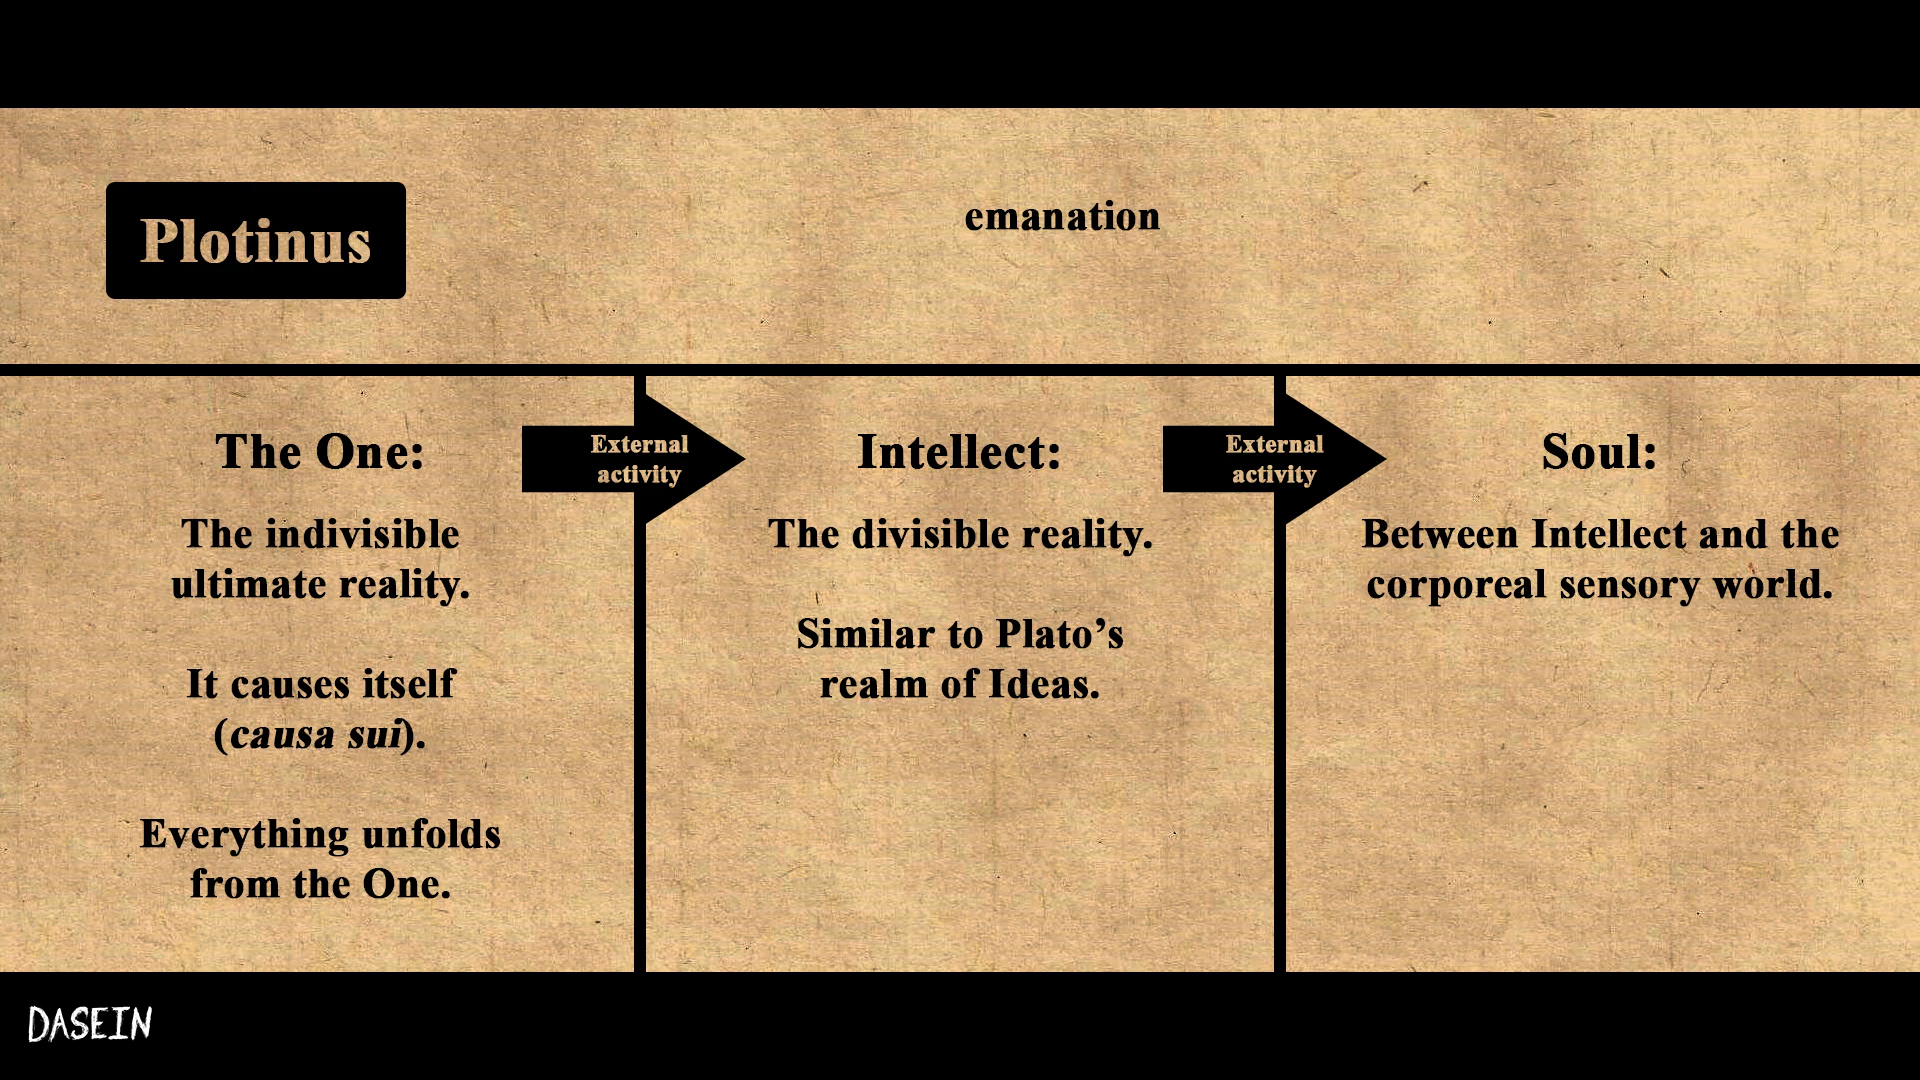 Plotinus
emanation
The One:
External
activity
Intellect:
External
activity
Soul:
The indivisible
ultimate reality.
It causes itself
(causa sui).
Everything unfolds
from the One.
The divisible reality.
Similar to Plato’s
realm of Ideas.
Between Intellect and the
corporeal sensory world.
DASEIN